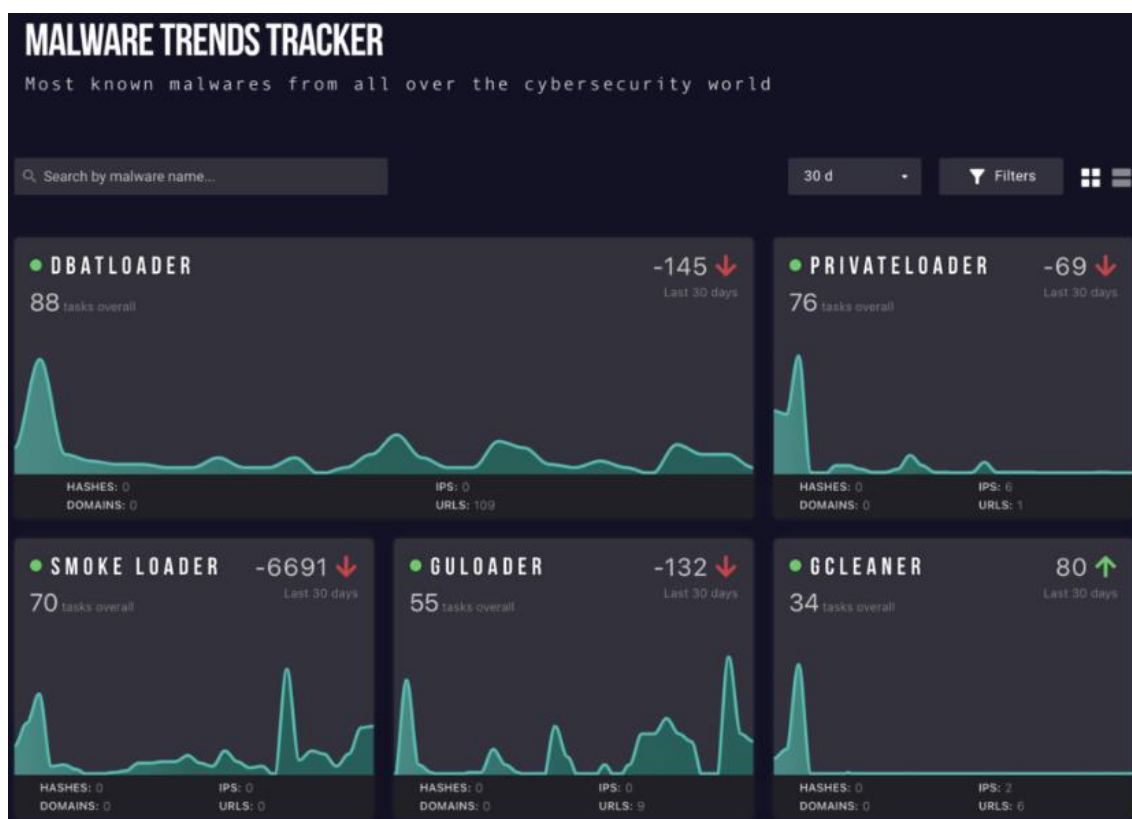 MALWARE TRENDS TRACKER
Most known malwares from all over the cybersecurity world
Search by malware name...
30 d
Filters
DBATLOADER
-145
88 tasks overall
Last 30 days
HASHES: 0
IPS: 0
DOMAINS: 0
URLS: 109
PRIVATELOADER
-69
76 tasks overall
Last 30 days
HASHES: 0
IPS: 6
DOMAINS: 0
URLS: 1
SMOKE LOADER
-6691
70 tasks overall
Last 30 days
HASHES: 0
IPS: 0
DOMAINS: 0
URLS: 0
GULOADER
-132
55 tasks overall
Last 30 days
HASHES: 0
IPS: 0
DOMAINS: 0
URLS: 9
GCLEANER
80
34 tasks overall
Last 30 days
HASHES: 0
IPS: 2
DOMAINS: 0
URLS: 6